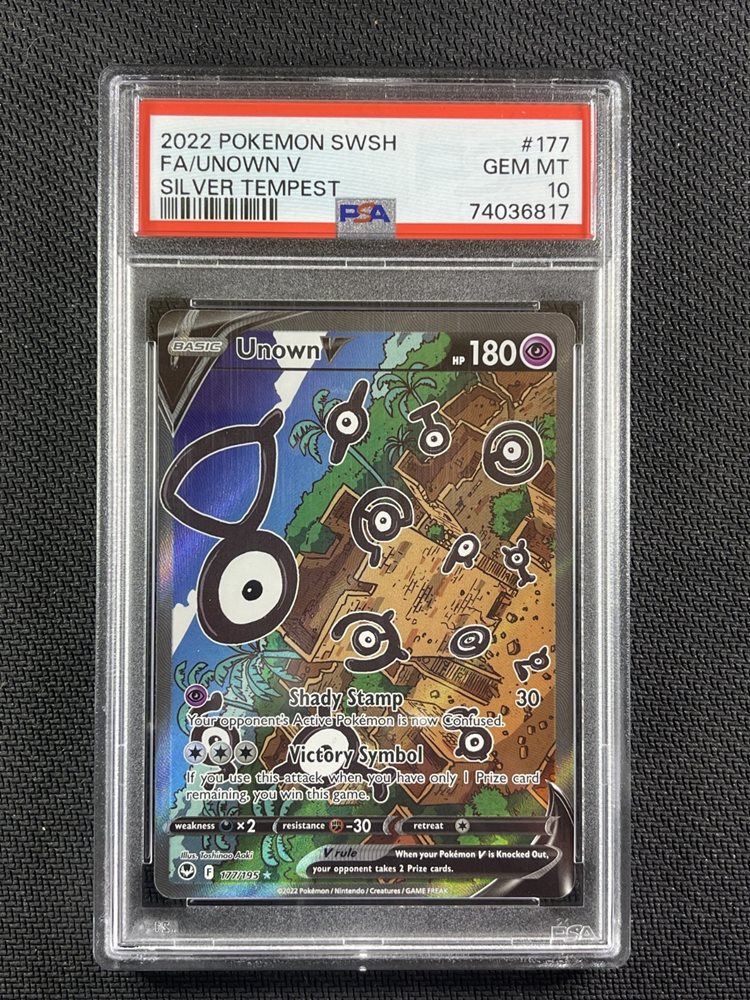 2022 POKEMON SWSH #177
FA/UNOWN V GEM MT
SILVER TEMPEST 10
PSA 74036817
BASIC Unown V HP 180
Shady Stamp 30
Your opponent's Active Pokémon is now Confused.
Victory Symbol
If you use this attack when you have only 1 Prize card
remaining, you win this game.
weakness ×2 resistance -30 retreat
Illus. Toshinao Aoki
V rule When your Pokémon V is Knocked Out,
your opponent takes 2 Prize cards.
F 177/195
©2022 Pokémon / Nintendo / Creatures / GAME FREAK
PSA